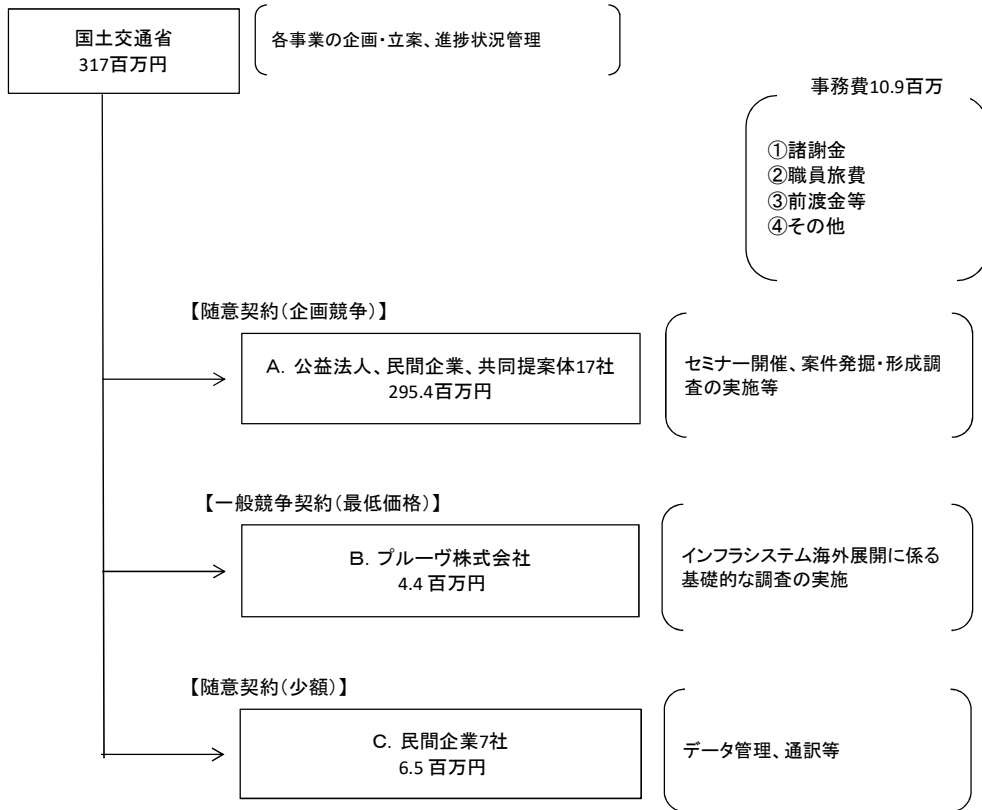 国土交通省
317百万円
各事業の企画・立案、進捗状況管理
事務費10.9百万
①諸謝金
②職員旅費
③前渡金等
④その他
【随意契約(企画競争)】
A. 公益法人、民間企業、共同提案体17社
295.4百万円
セミナー開催、案件発掘・形成調
査の実施等
【一般競争契約(最低価格)】
B. プルーヴ株式会社
4.4 百万円
インフラシステム海外展開に係る
基礎的な調査の実施
【随意契約(少額)】
C. 民間企業7社
6.5 百万円
データ管理、通訳等